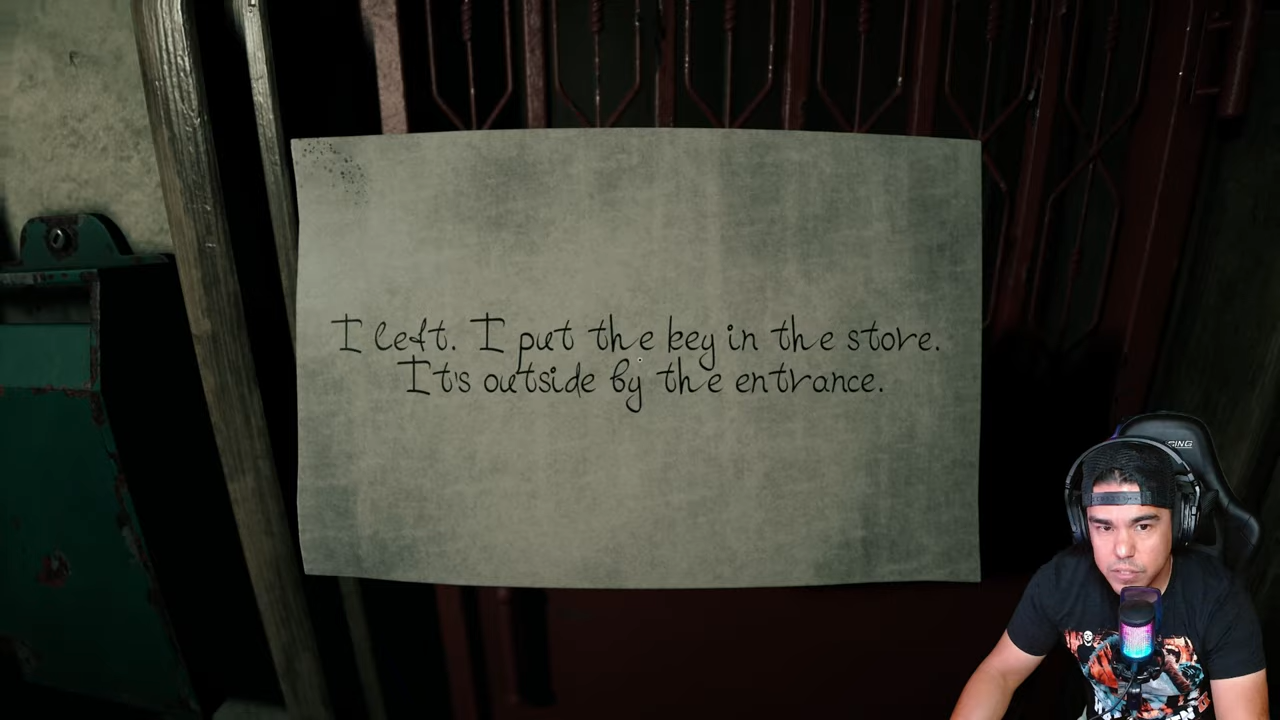 I left. I put the key in the store.
It's outside by the entrance.